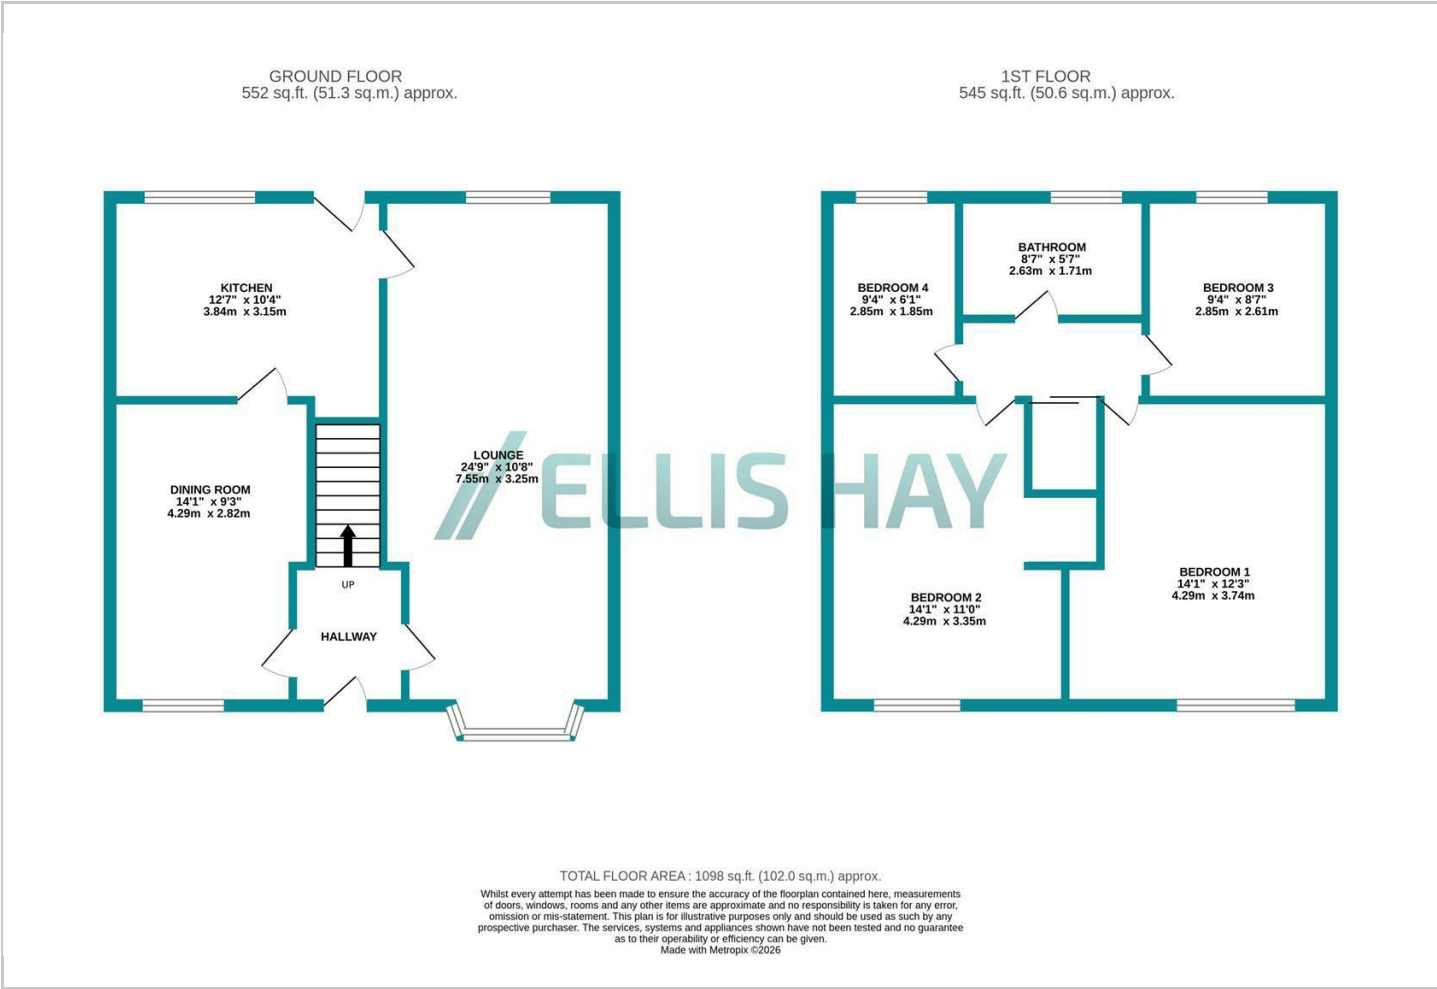 GROUND FLOOR
552 sq.ft. (51.3 sq.m.) approx.
1ST FLOOR
545 sq.ft. (50.6 sq.m.) approx.
KITCHEN
12'7" x 10'4"
3.84m x 3.15m
LOUNGE
24'9" x 10'8"
7.55m x 3.25m
DINING ROOM
14'1" x 9'3"
4.29m x 2.82m
UP
HALLWAY
BEDROOM 4
9'4" x 6'1"
2.85m x 1.85m
BATHROOM
8'7" x 5'7"
2.63m x 1.71m
BEDROOM 3
9'4" x 8'7"
2.85m x 2.61m
BEDROOM 2
14'1" x 11'0"
4.29m x 3.35m
BEDROOM 1
14'1" x 12'3"
4.29m x 3.74m
ELLIS HAY
TOTAL FLOOR AREA : 1098 sq.ft. (102.0 sq.m.) approx.
Whilst every attempt has been made to ensure the accuracy of the floorplan contained here, measurements
of doors, windows, rooms and any other items are approximate and no responsibility is taken for any error,
omission or mis-statement. This plan is for illustrative purposes only and should be used as such by any
prospective purchaser. The services, systems and appliances shown have not been tested and no guarantee
as to their operability or efficiency can be given.
Made with Metropix ©2026